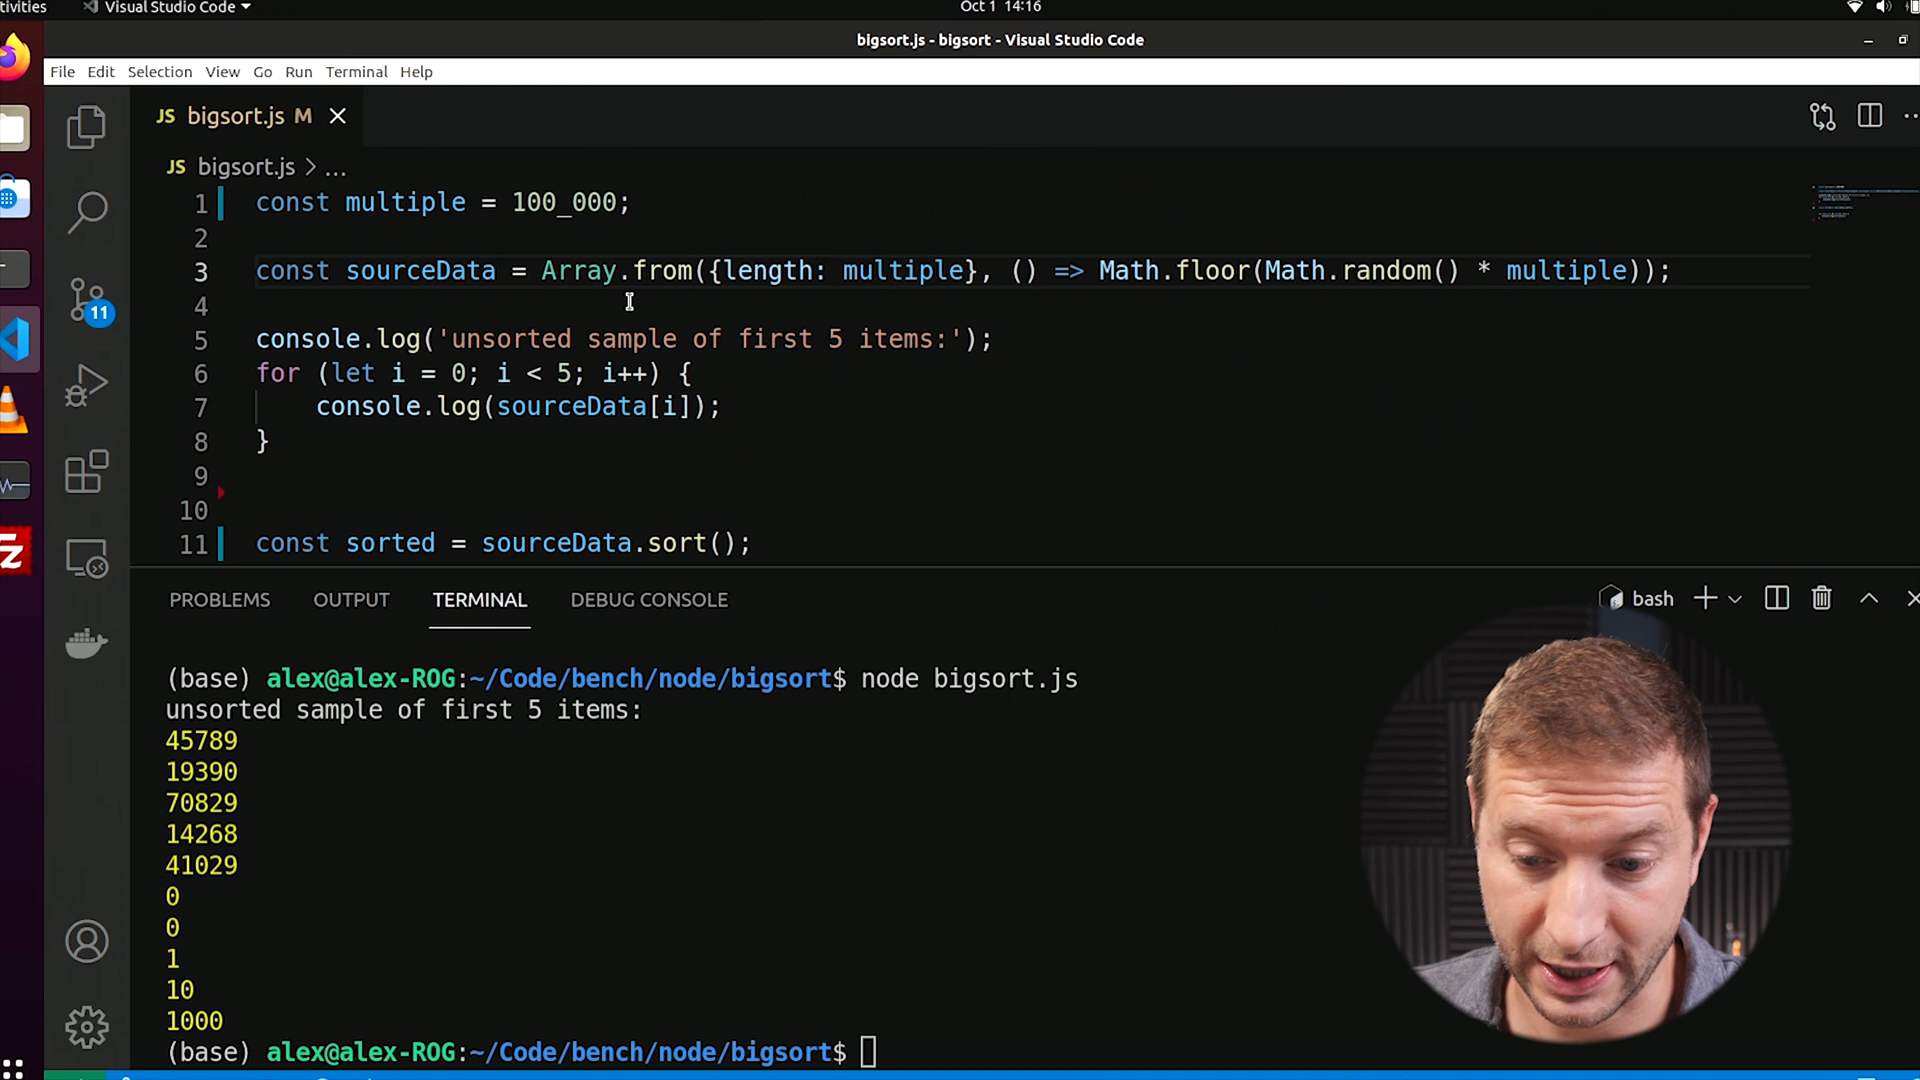 tivities
Visual Studio Code
Oct 1 14:16
bigsort.js - bigsort - Visual Studio Code
File Edit Selection View Go Run Terminal Help
JS bigsort.js M
JS bigsort.js > ...
1 const multiple = 100_000;
2
3 const sourceData = Array.from({length: multiple}, () => Math.floor(Math.random() * multiple));
4
5 console.log('unsorted sample of first 5 items:');
6 for (let i = 0; i < 5; i++) {
7 console.log(sourceData[i]);
8 }
9
10
11 const sorted = sourceData.sort();
11
PROBLEMS OUTPUT TERMINAL DEBUG CONSOLE
bash
(base) alex@alex-ROG:~/Code/bench/node/bigsort$ node bigsort.js
unsorted sample of first 5 items:
45789
19390
70829
14268
41029
0
0
1
10
1000
(base) alex@alex-ROG:~/Code/bench/node/bigsort$